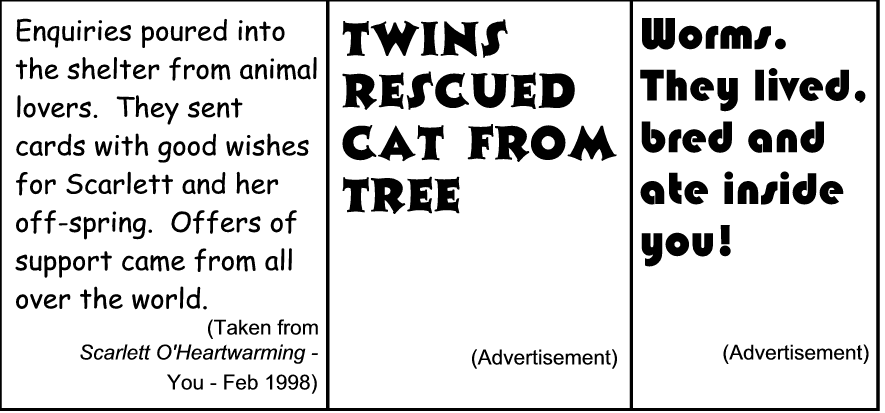 Enquiries poured into
the shelter from animal
lovers.  They sent
cards with good wishes
for Scarlett and her
off-spring.  Offers of
support came from all
over the world.
(Taken from
Scarlett O'Heartwarming -
You - Feb 1998)
TWINS
RESCUED
CAT FROM
TREE
(Advertisement)
Worms.
They lived,
bred and
ate inside
you!
(Advertisement)